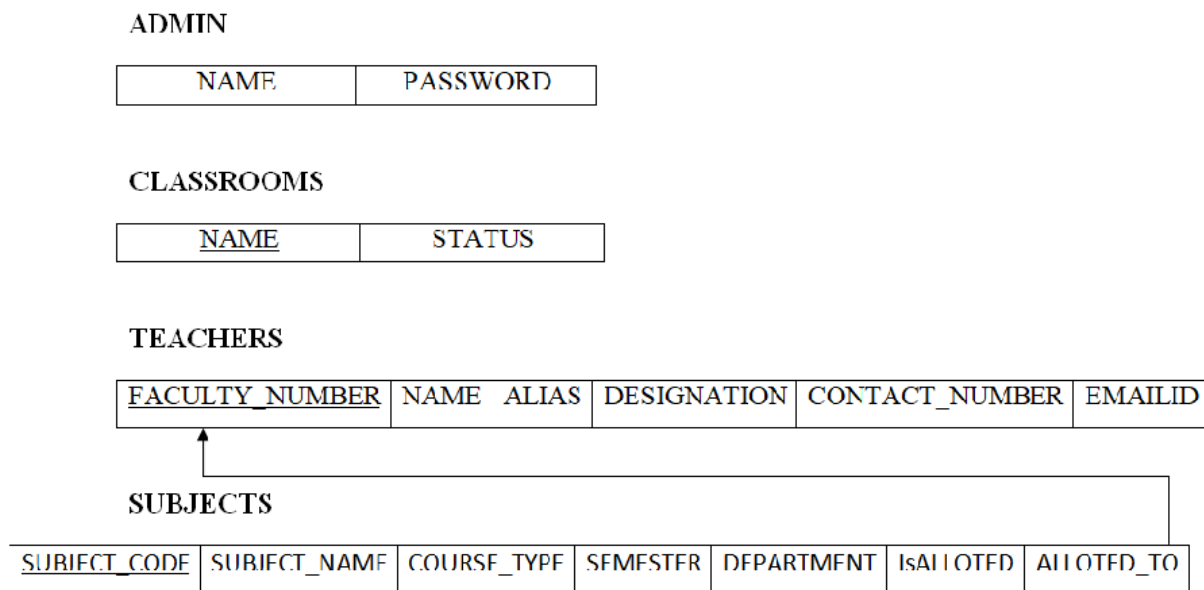 ADMIN
NAME PASSWORD
CLASSROOMS
NAME STATUS
TEACHERS
FACULTY_NUMBER NAME ALIAS DESIGNATION CONTACT_NUMBER EMAILID
SUBJECTS
SUBJECT_CODE SUBJECT_NAME COURSE_TYPE SEMESTER DEPARTMENT IsALLOTED ALLOTED_TO